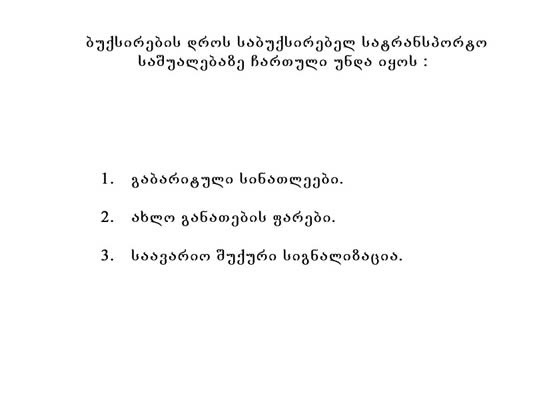 ბუქსირების დროს საბუქსირებელ სატრანსპორტო
საშუალებაზე ჩართული უნდა იყოს :
1. გაბარიტული სინათლეები.
2. ახლო განათების ფარები.
3. საავარიო შუქური სიგნალიზაცია.